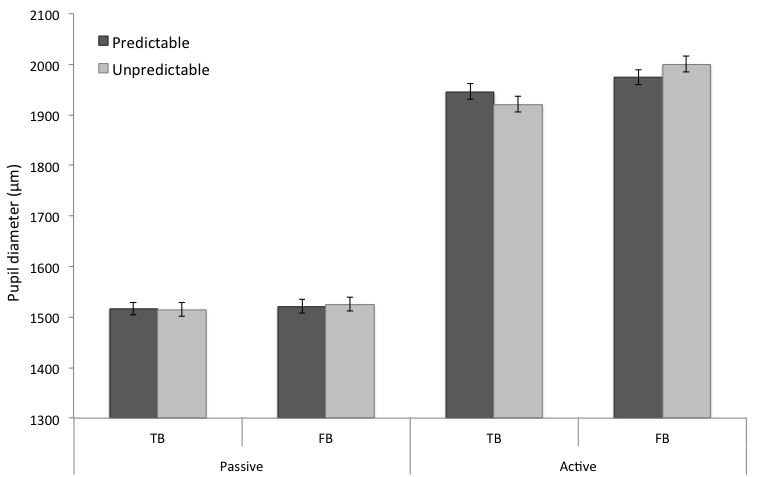 2100
2000
1900
1800
1700
1600
1500
1400
1300
Pupil diameter (μm)
Predictable
Unpredictable
TB FB TB FB
Passive Active